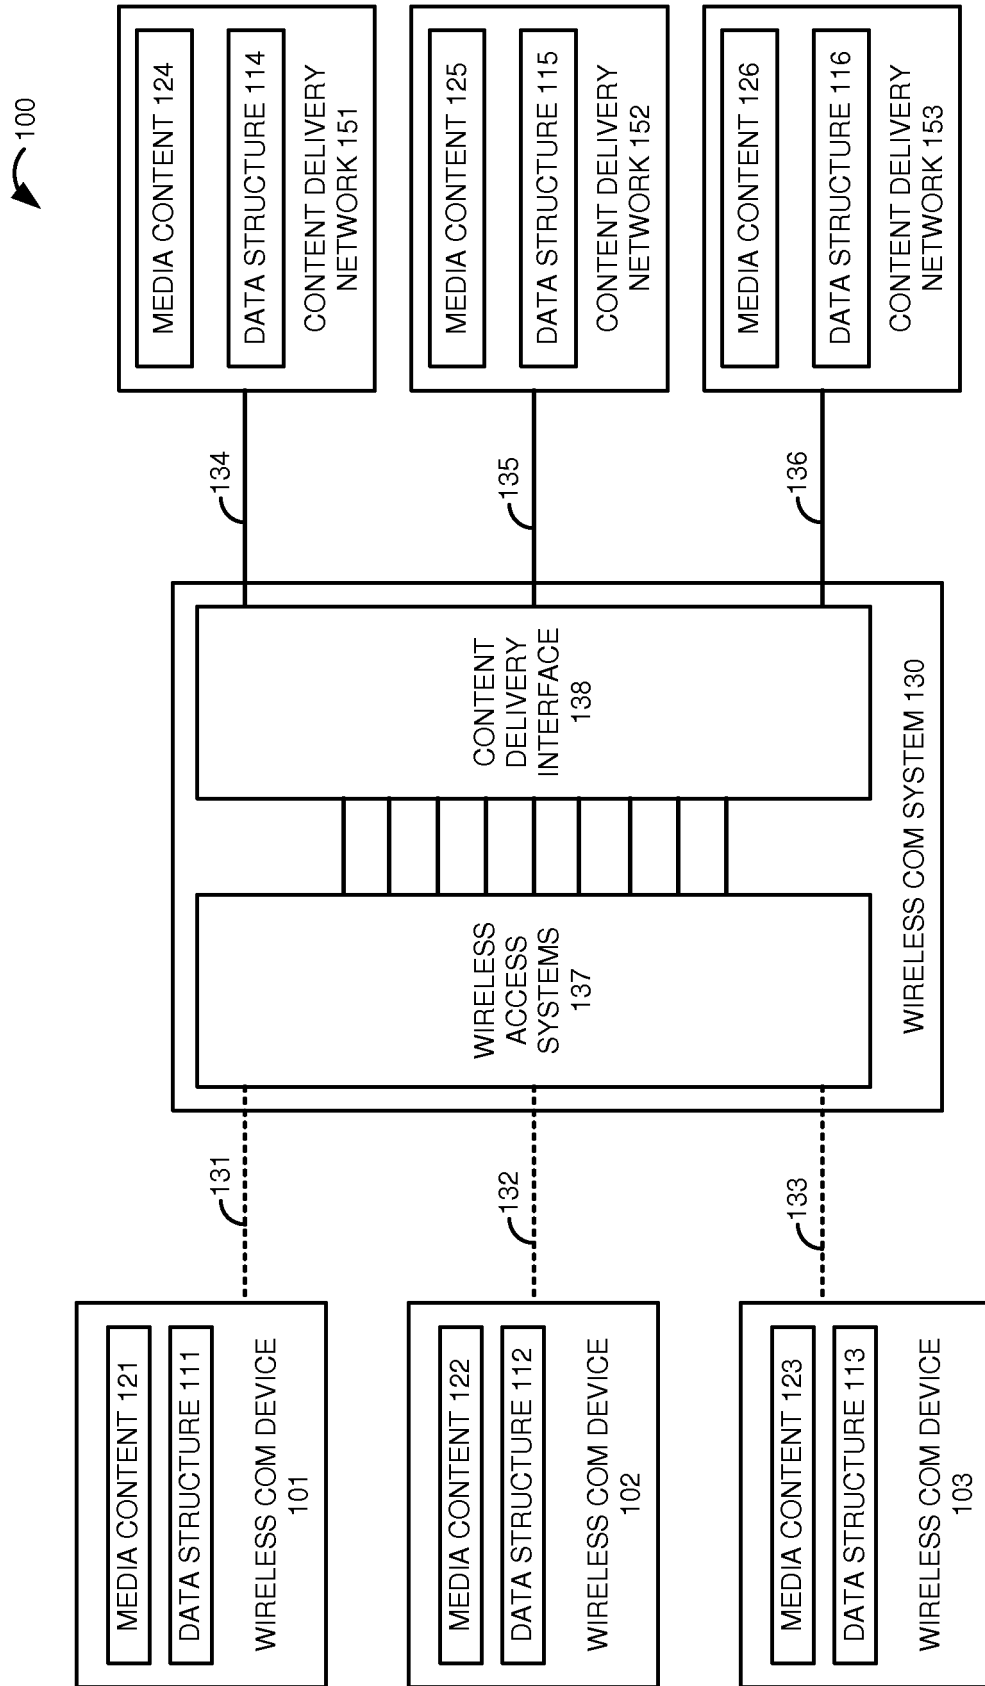 100
MEDIA CONTENT 121
DATA STRUCTURE 111
WIRELESS COM DEVICE
101
MEDIA CONTENT 122
DATA STRUCTURE 112
WIRELESS COM DEVICE
102
MEDIA CONTENT 123
DATA STRUCTURE 113
WIRELESS COM DEVICE
103
131
132
133
WIRELESS
ACCESS
SYSTEMS
137
CONTENT
DELIVERY
INTERFACE
138
WIRELESS COM SYSTEM 130
134
135
136
MEDIA CONTENT 124
DATA STRUCTURE 114
CONTENT DELIVERY
NETWORK 151
MEDIA CONTENT 125
DATA STRUCTURE 115
CONTENT DELIVERY
NETWORK 152
MEDIA CONTENT 126
DATA STRUCTURE 116
CONTENT DELIVERY
NETWORK 153